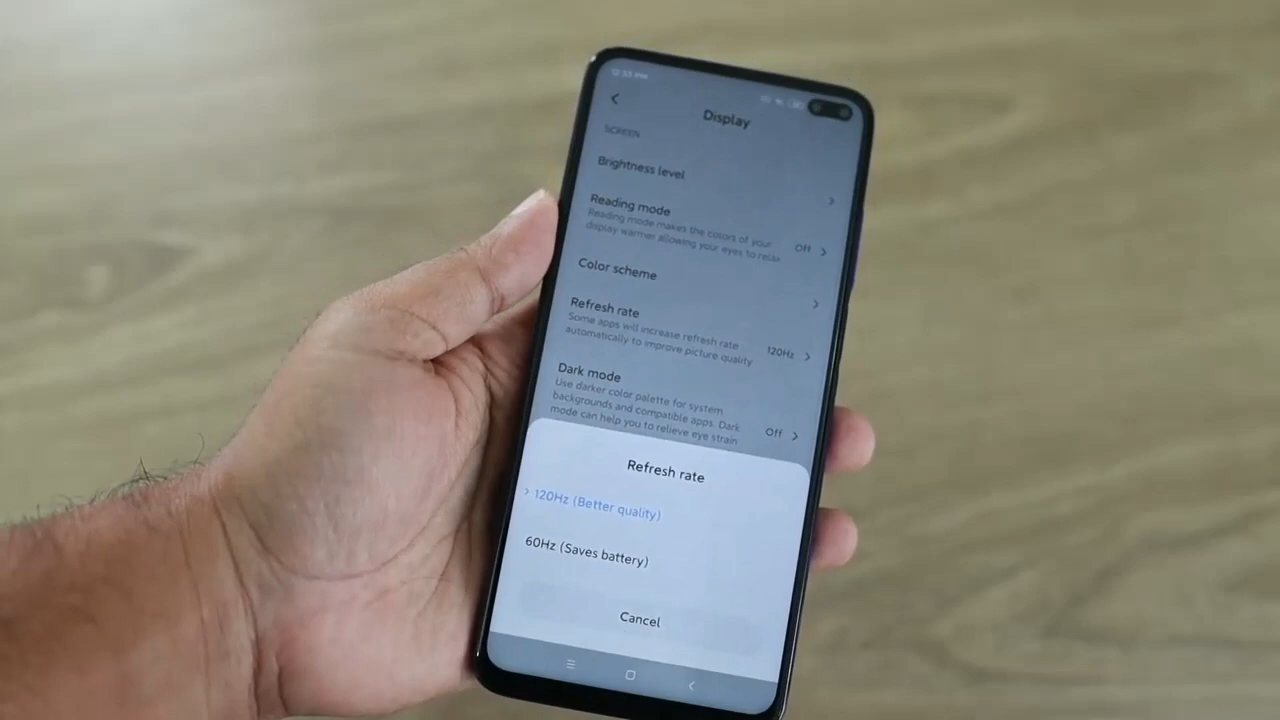 Display
SCREEN
Brightness level
Reading mode
Reading mode makes the colors of your
display warmer allowing your eyes to relax
Off
Color scheme
Refresh rate
Some apps will increase refresh rate
automatically to improve picture quality
120Hz
Dark mode
Use darker color palette for system
backgrounds and compatible apps. Dark
mode can help you to relieve eye strain
Off
Refresh rate
120Hz (Better quality)
60Hz (Saves battery)
Cancel